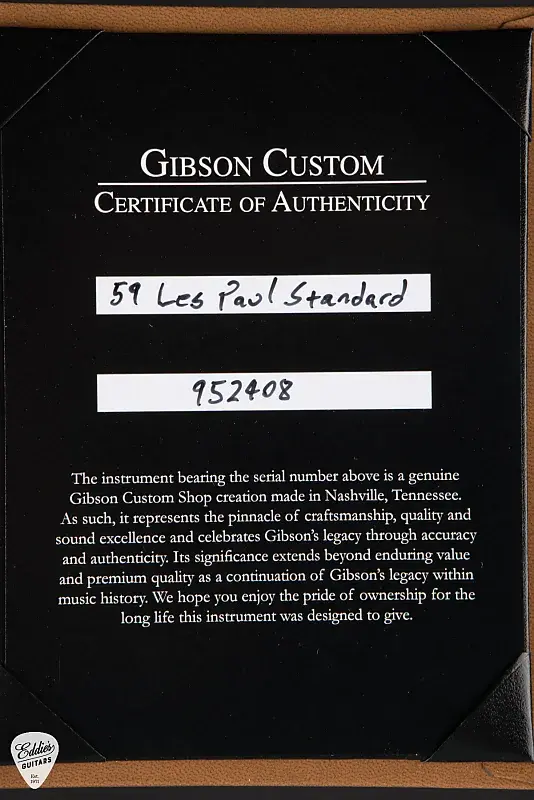 GIBSON CUSTOM
CERTIFICATE OF AUTHENTICITY
59 Les Paul Standard
952408
The instrument bearing the serial number above is a genuine
Gibson Custom Shop creation made in Nashville, Tennessee.
As such, it represents the pinnacle of craftsmanship, quality and
sound excellence and celebrates Gibson's legacy through accuracy
and authenticity. Its significance extends beyond enduring value
and premium quality as a continuation of Gibson's legacy within
music history. We hope you enjoy the pride of ownership for the
long life this instrument was designed to give.
Eddie's
GUITARS
Est.
1971